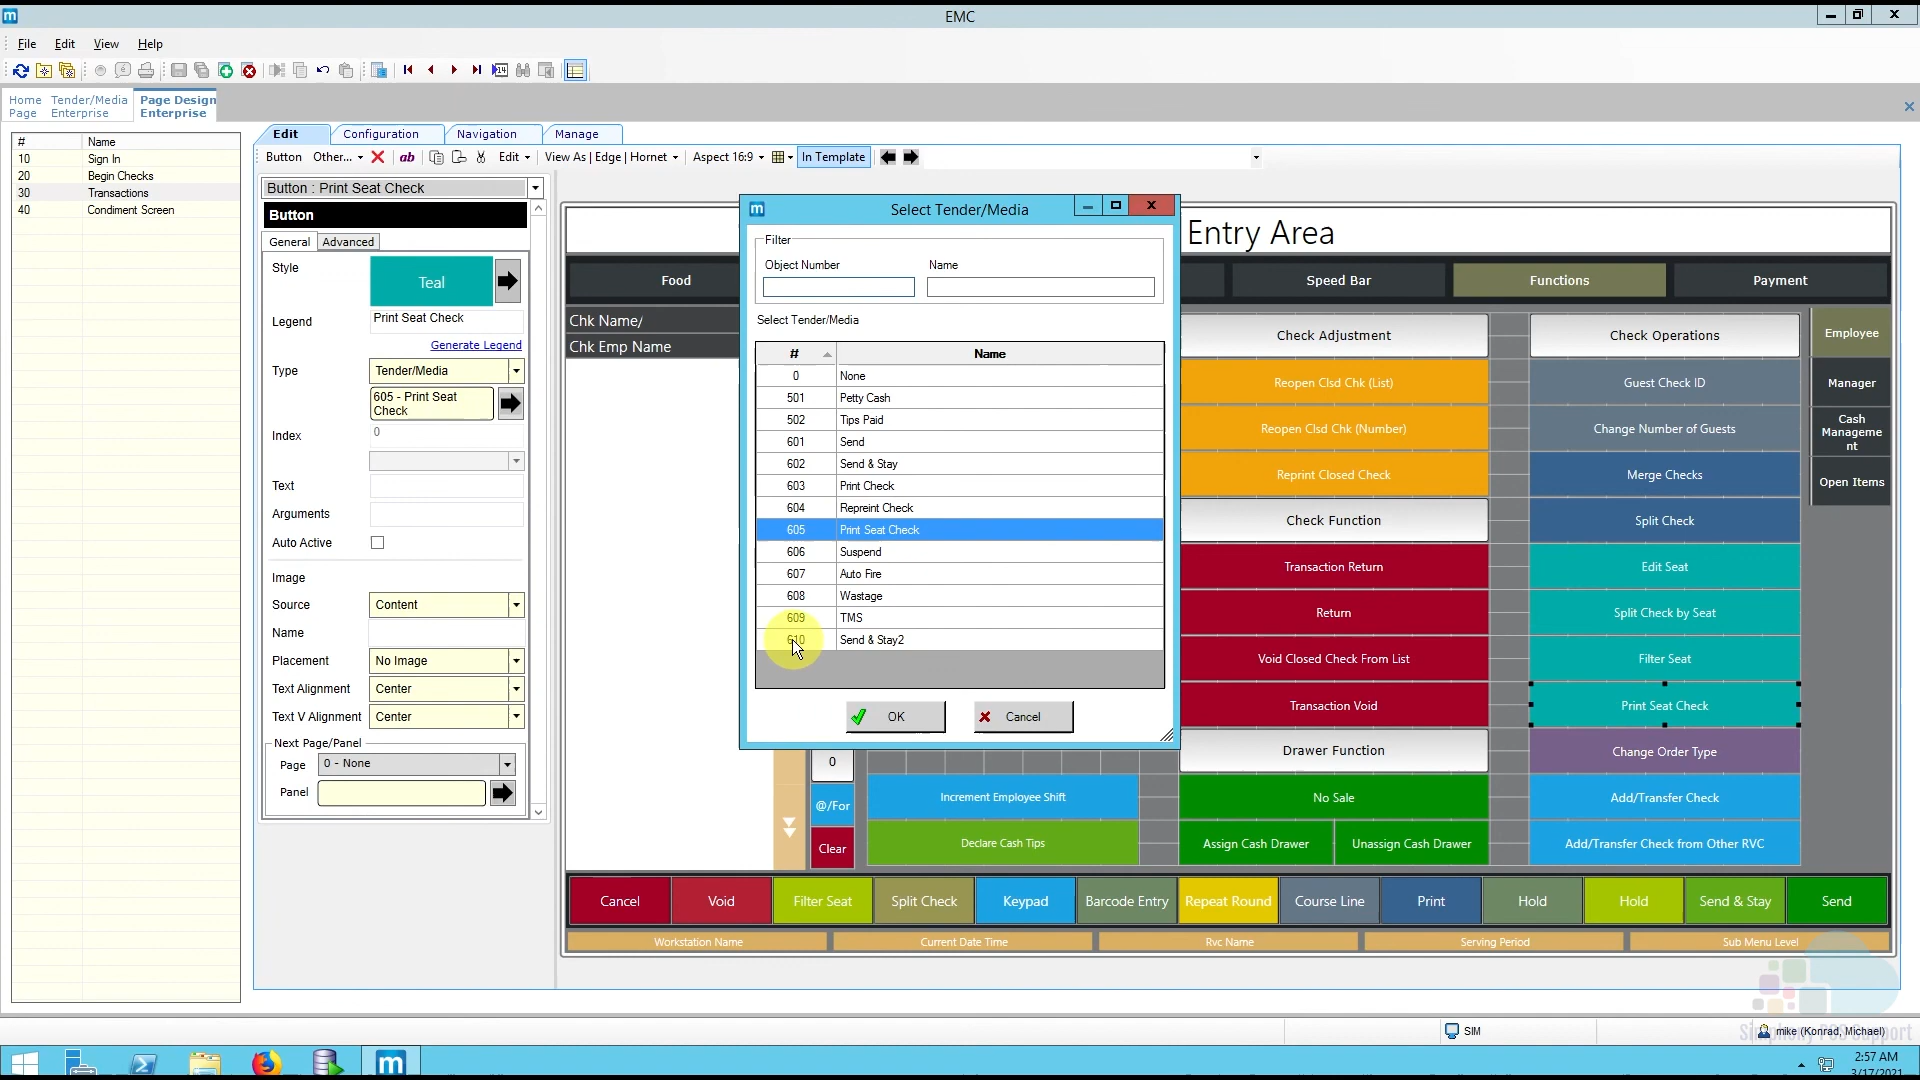 EMC
File Edit View Help
Home Page
Tender/Media Enterprise
Page Design Enterprise
# Name
10 Sign In
20 Begin Checks
30 Transactions
40 Condiment Screen
Edit Configuration Navigation Manage
Button Other... ab Edit View As | Edge | Hornet Aspect 16:9 In Template
Button : Print Seat Check
Button
General Advanced
Style Teal
Legend Print Seat Check
Generate Legend
Type Tender/Media
605 - Print Seat
Check
Index 0
Text
Arguments
Auto Active
Image
Source Content
Name
Placement No Image
Text Alignment Center
Text V Alignment Center
Next Page/Panel
Page 0 - None
Panel
Select Tender/Media
Filter
Object Number Name
Select Tender/Media
# Name
0 None
501 Petty Cash
502 Tips Paid
601 Send
602 Send & Stay
603 Print Check
604 Repreint Check
605 Print Seat Check
606 Suspend
607 Auto Fire
608 Wastage
609 TMS
610 Send & Stay2
OK Cancel
Entry Area
Food Speed Bar Functions Payment
Chk Name/
Chk Emp Name
Check Adjustment Check Operations
Reopen Clsd Chk (List) Guest Check ID
Reopen Clsd Chk (Number) Change Number of Guests
Reprint Closed Check Merge Checks
Check Function Split Check
Transaction Return Edit Seat
Return Split Check by Seat
Void Closed Check From List Filter Seat
Transaction Void Print Seat Check
Drawer Function Change Order Type
No Sale Add/Transfer Check
Assign Cash Drawer Unassign Cash Drawer Add/Transfer Check from Other RVC
Employee
Manager
Cash
Manageme
nt
Open Items
0
@/For
Clear
Increment Employee Shift
Declare Cash Tips
Cancel Void Filter Seat Split Check Keypad Barcode Entry Repeat Round Course Line Print Hold Hold Send & Stay Send
Workstation Name Current Date Time Rvc Name Serving Period Sub Menu Level
SIM
mike (Konrad, Michael)
Simphony POS Support
2:57 AM
3/17/2021